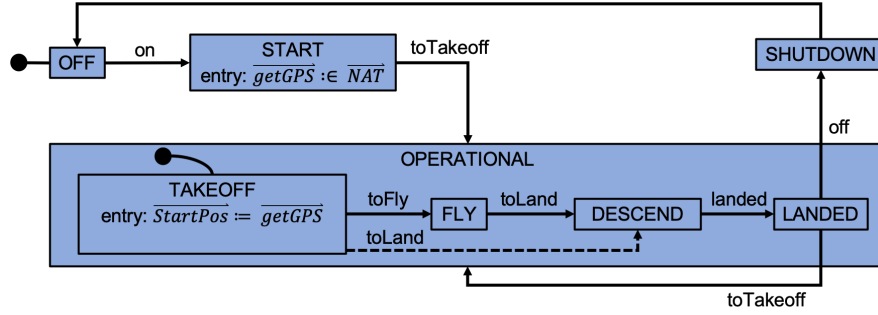 OFF
on
START
entry: getGPS :∈ NAT
toTakeoff
SHUTDOWN
off
OPERATIONAL
TAKEOFF
entry: StartPos ≔ getGPS
toFly
FLY
toLand
DESCEND
landed
LANDED
toLand
toTakeoff